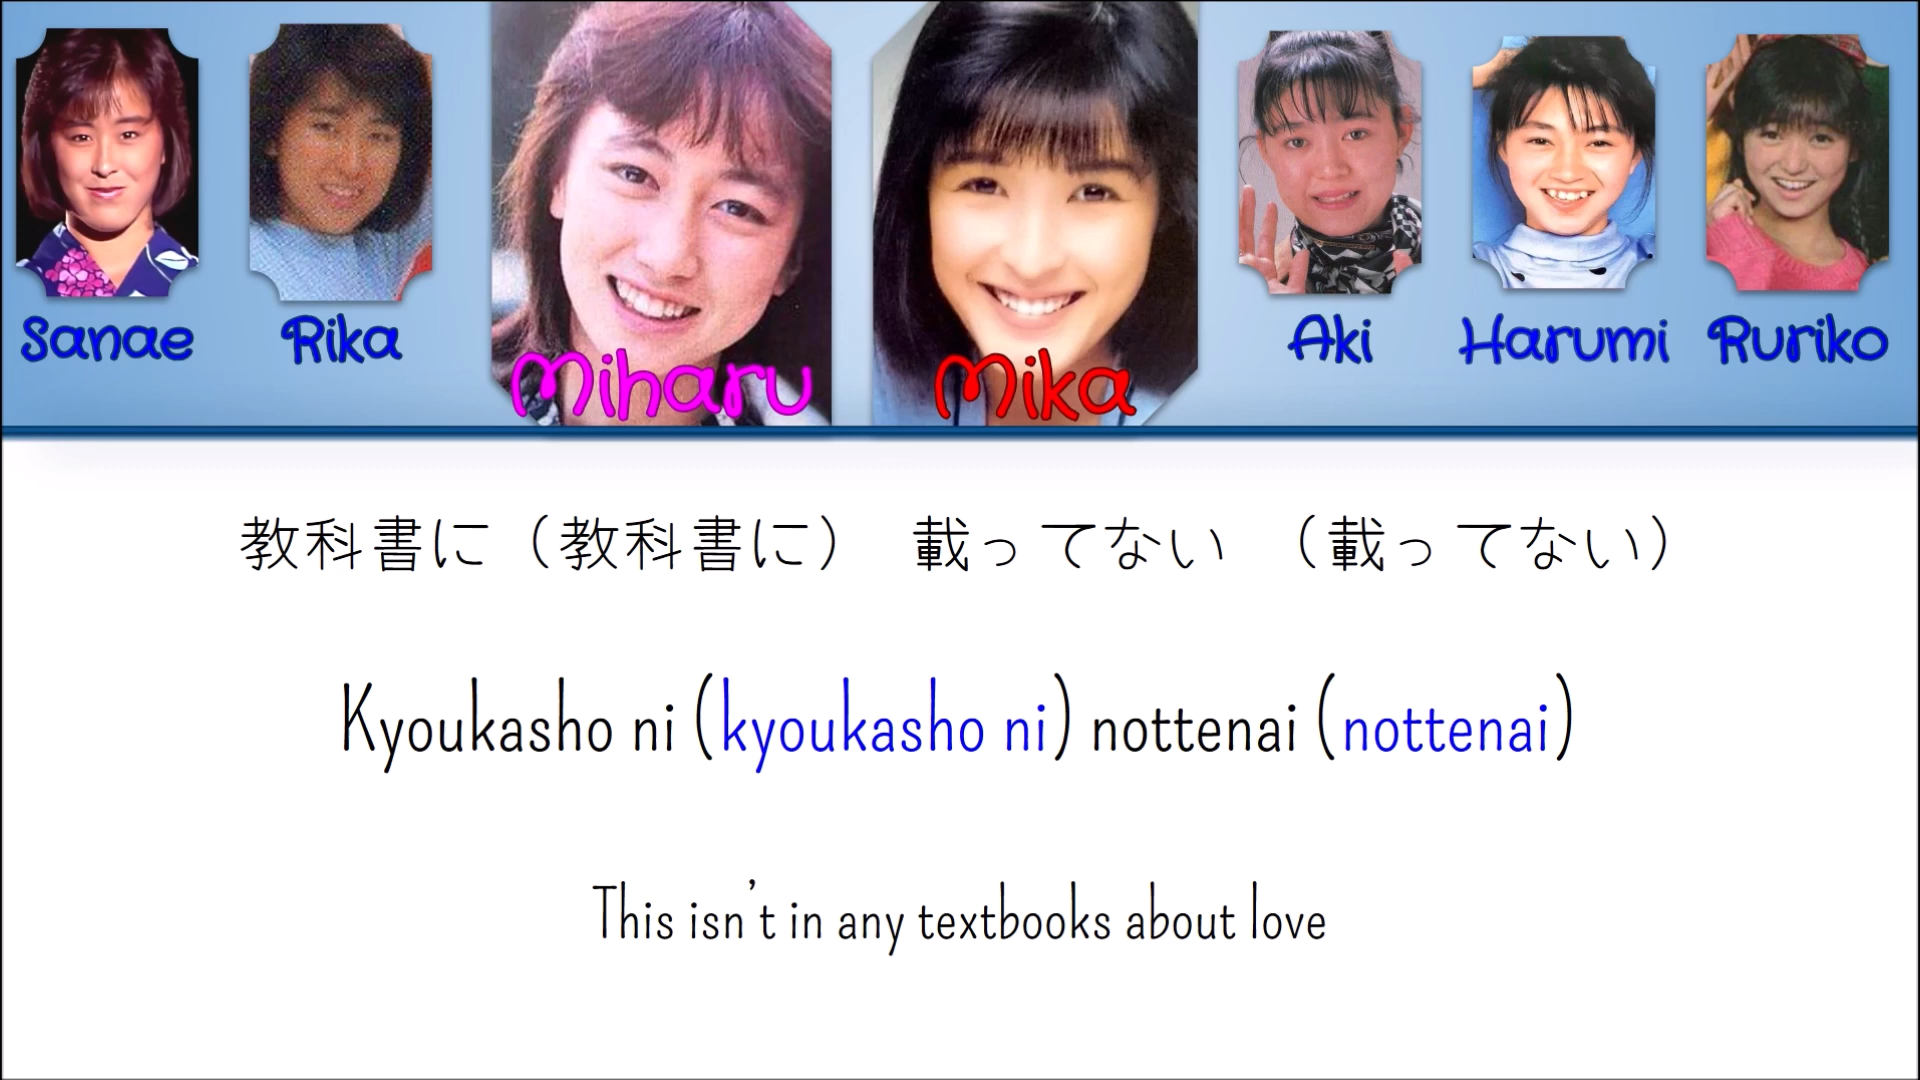 Sanae Rika Miharu Mika Aki Harumi Ruriko
教科書に（教科書に） 載ってない （載ってない）
Kyoukasho ni (kyoukasho ni) nottenai (nottenai)
This isn't in any textbooks about love